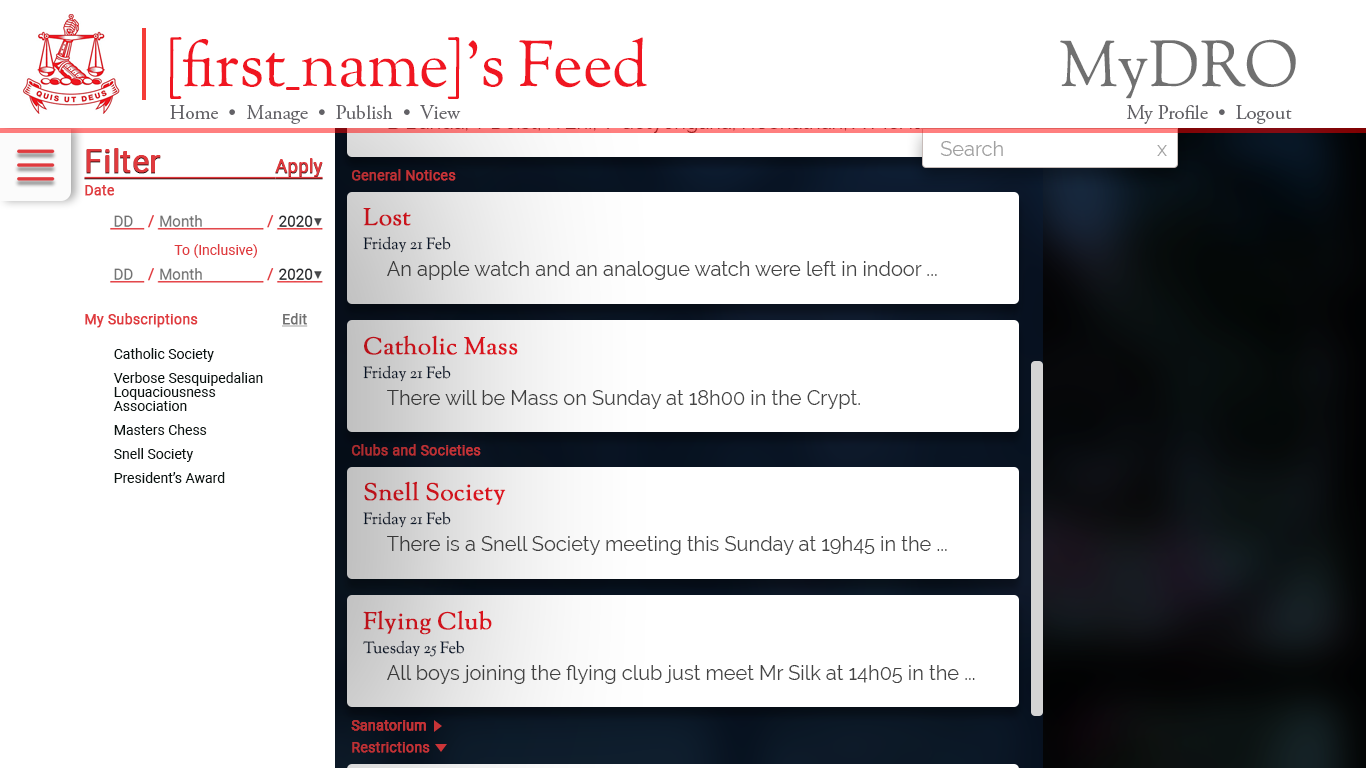 [first_name]’s Feed
MyDRO
QUIS UT DEUS
Home • Manage • Publish • View
My Profile • Logout
Search x
Filter Apply
Date
DD / Month / 2020▾
To (Inclusive)
DD / Month / 2020▾
My Subscriptions Edit
Catholic Society
Verbose Sesquipedalian
Loquaciousness
Association
Masters Chess
Snell Society
President’s Award
General Notices
Lost
Friday 21 Feb
An apple watch and an analogue watch were left in indoor ...
Catholic Mass
Friday 21 Feb
There will be Mass on Sunday at 18h00 in the Crypt.
Clubs and Societies
Snell Society
Friday 21 Feb
There is a Snell Society meeting this Sunday at 19h45 in the ...
Flying Club
Tuesday 25 Feb
All boys joining the flying club just meet Mr Silk at 14h05 in the ...
Sanatorium
Restrictions